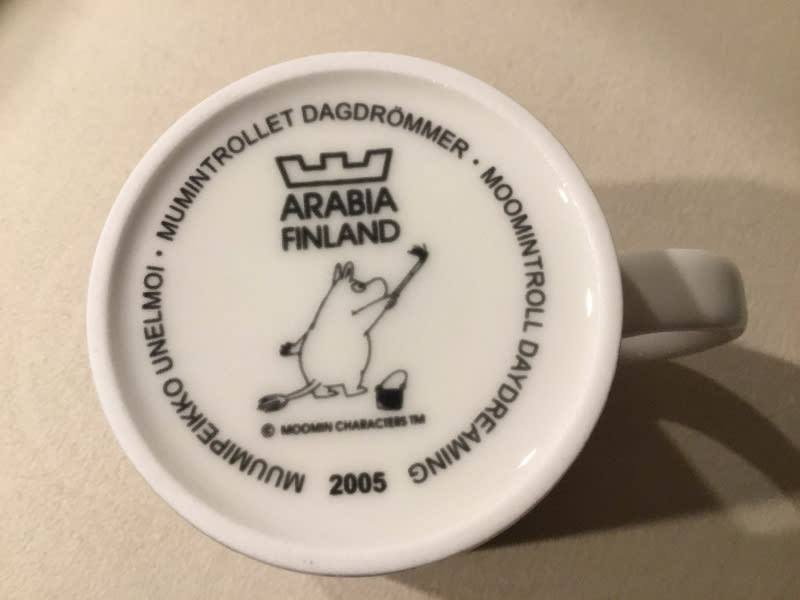 MUUMIPEIKKO UNELMOI · MUMINTROLLET DAGDRÖMMER · MOOMINTROLL DAYDREAMING
ARABIA
FINLAND
© MOOMIN CHARACTERS TM
2005